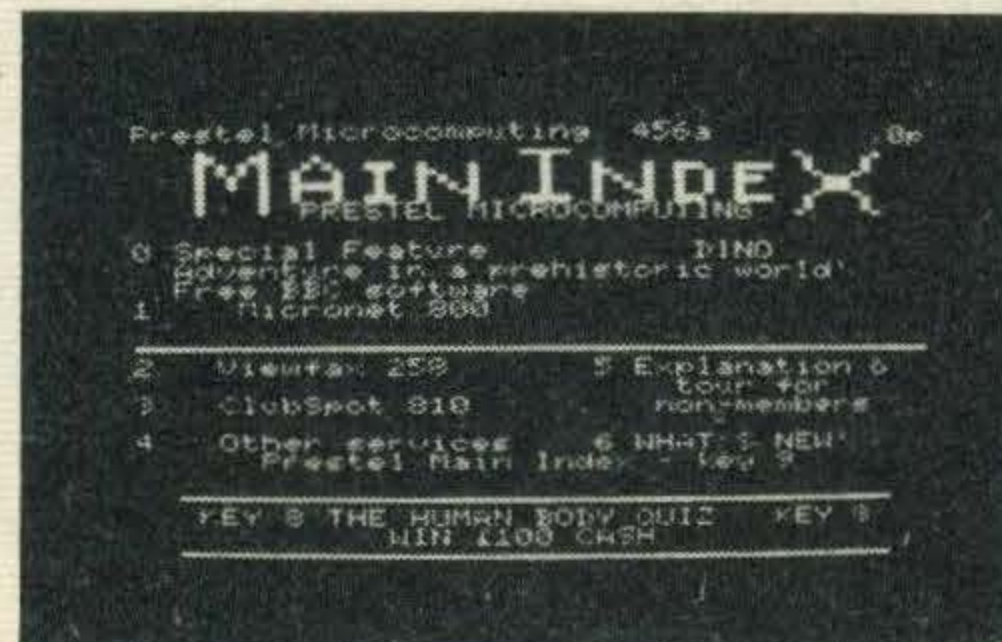 Prestel Microcomputing 456a 0p
MAIN INDEX
PRESTEL MICROCOMPUTING
0 Special Feature DINO
'Adventure in a prehistoric world'
Free BBC software
1 Micronet 800
2 Viewfax 258 5 Explanation &
tour for
3 ClubSpot 810 non-members
4 Other services 6 WHAT'S NEW
Prestel Main Index - key 9
KEY 8 THE HUMAN BODY QUIZ KEY 8
WIN £100 CASH